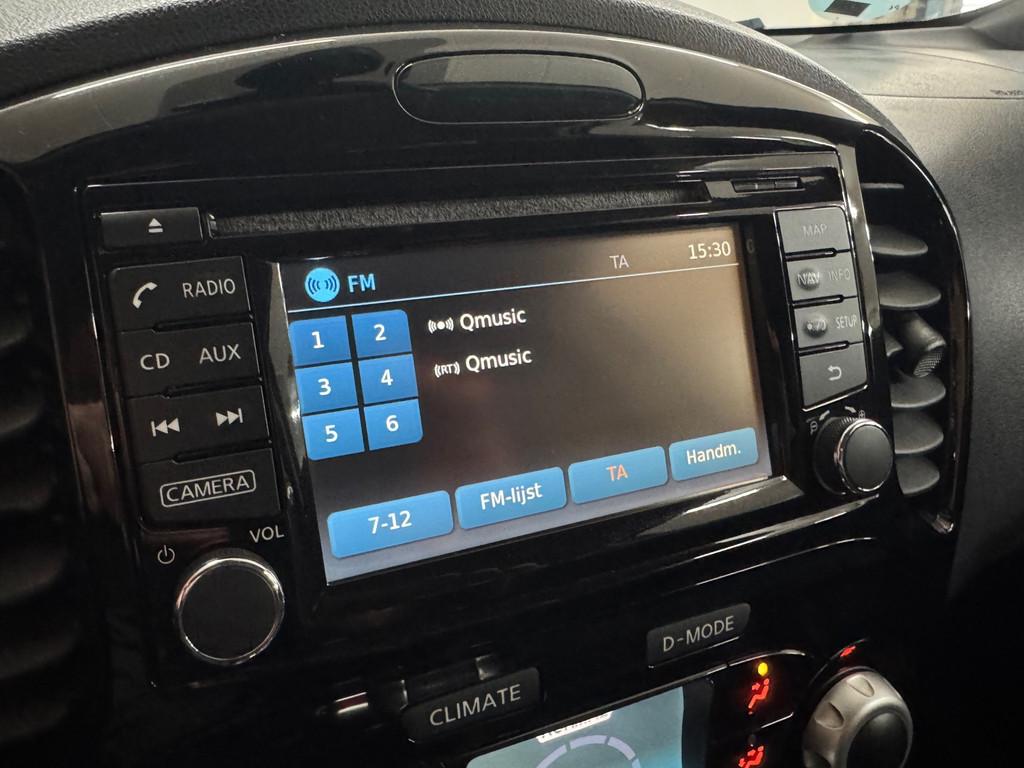 MAP
RADIO
CD AUX
CAMERA
VOL
FM
TA
15:30
1 2
3 4
5 6
Qmusic
(RT) Qmusic
7-12
FM-lijst
TA
Handm.
NAV INFO
SETUP
D-MODE
CLIMATE